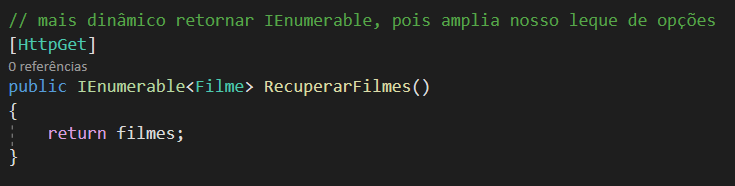 // mais dinâmico retornar IEnumerable, pois amplia nosso leque de opções
[HttpGet]
0 referências
public IEnumerable<Filme> RecuperarFilmes()
{
    return filmes;
}